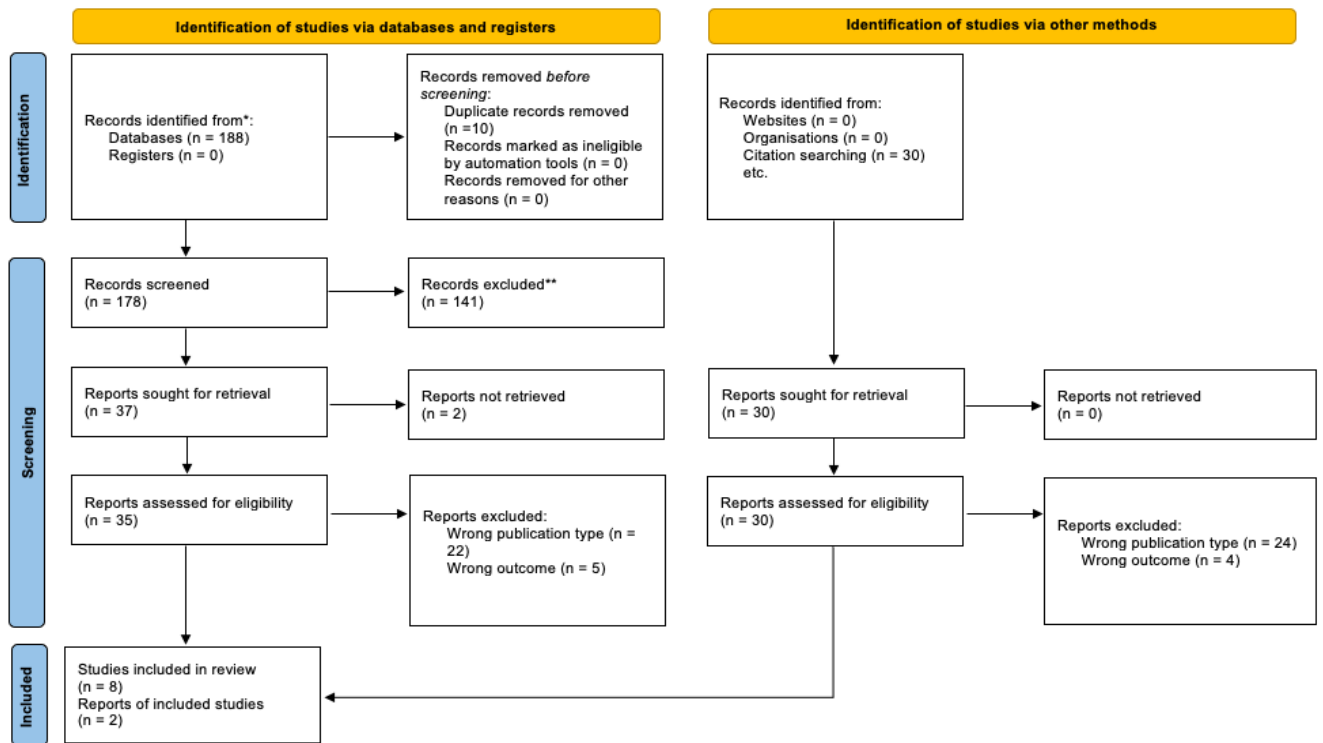 Identification of studies via databases and registers
Identification of studies via other methods
Identification
Records identified from*:
Databases (n = 188)
Registers (n = 0)
Records removed before
screening:
Duplicate records removed
(n =10)
Records marked as ineligible
by automation tools (n = 0)
Records removed for other
reasons (n = 0)
Records identified from:
Websites (n = 0)
Organisations (n = 0)
Citation searching (n = 30)
etc.
Screening
Records screened
(n = 178)
Records excluded**
(n = 141)
Reports sought for retrieval
(n = 37)
Reports not retrieved
(n = 2)
Reports sought for retrieval
(n = 30)
Reports not retrieved
(n = 0)
Reports assessed for eligibility
(n = 35)
Reports excluded:
Wrong publication type (n =
22)
Wrong outcome (n = 5)
Reports assessed for eligibility
(n = 30)
Reports excluded:
Wrong publication type (n = 24)
Wrong outcome (n = 4)
Included
Studies included in review
(n = 8)
Reports of included studies
(n = 2)